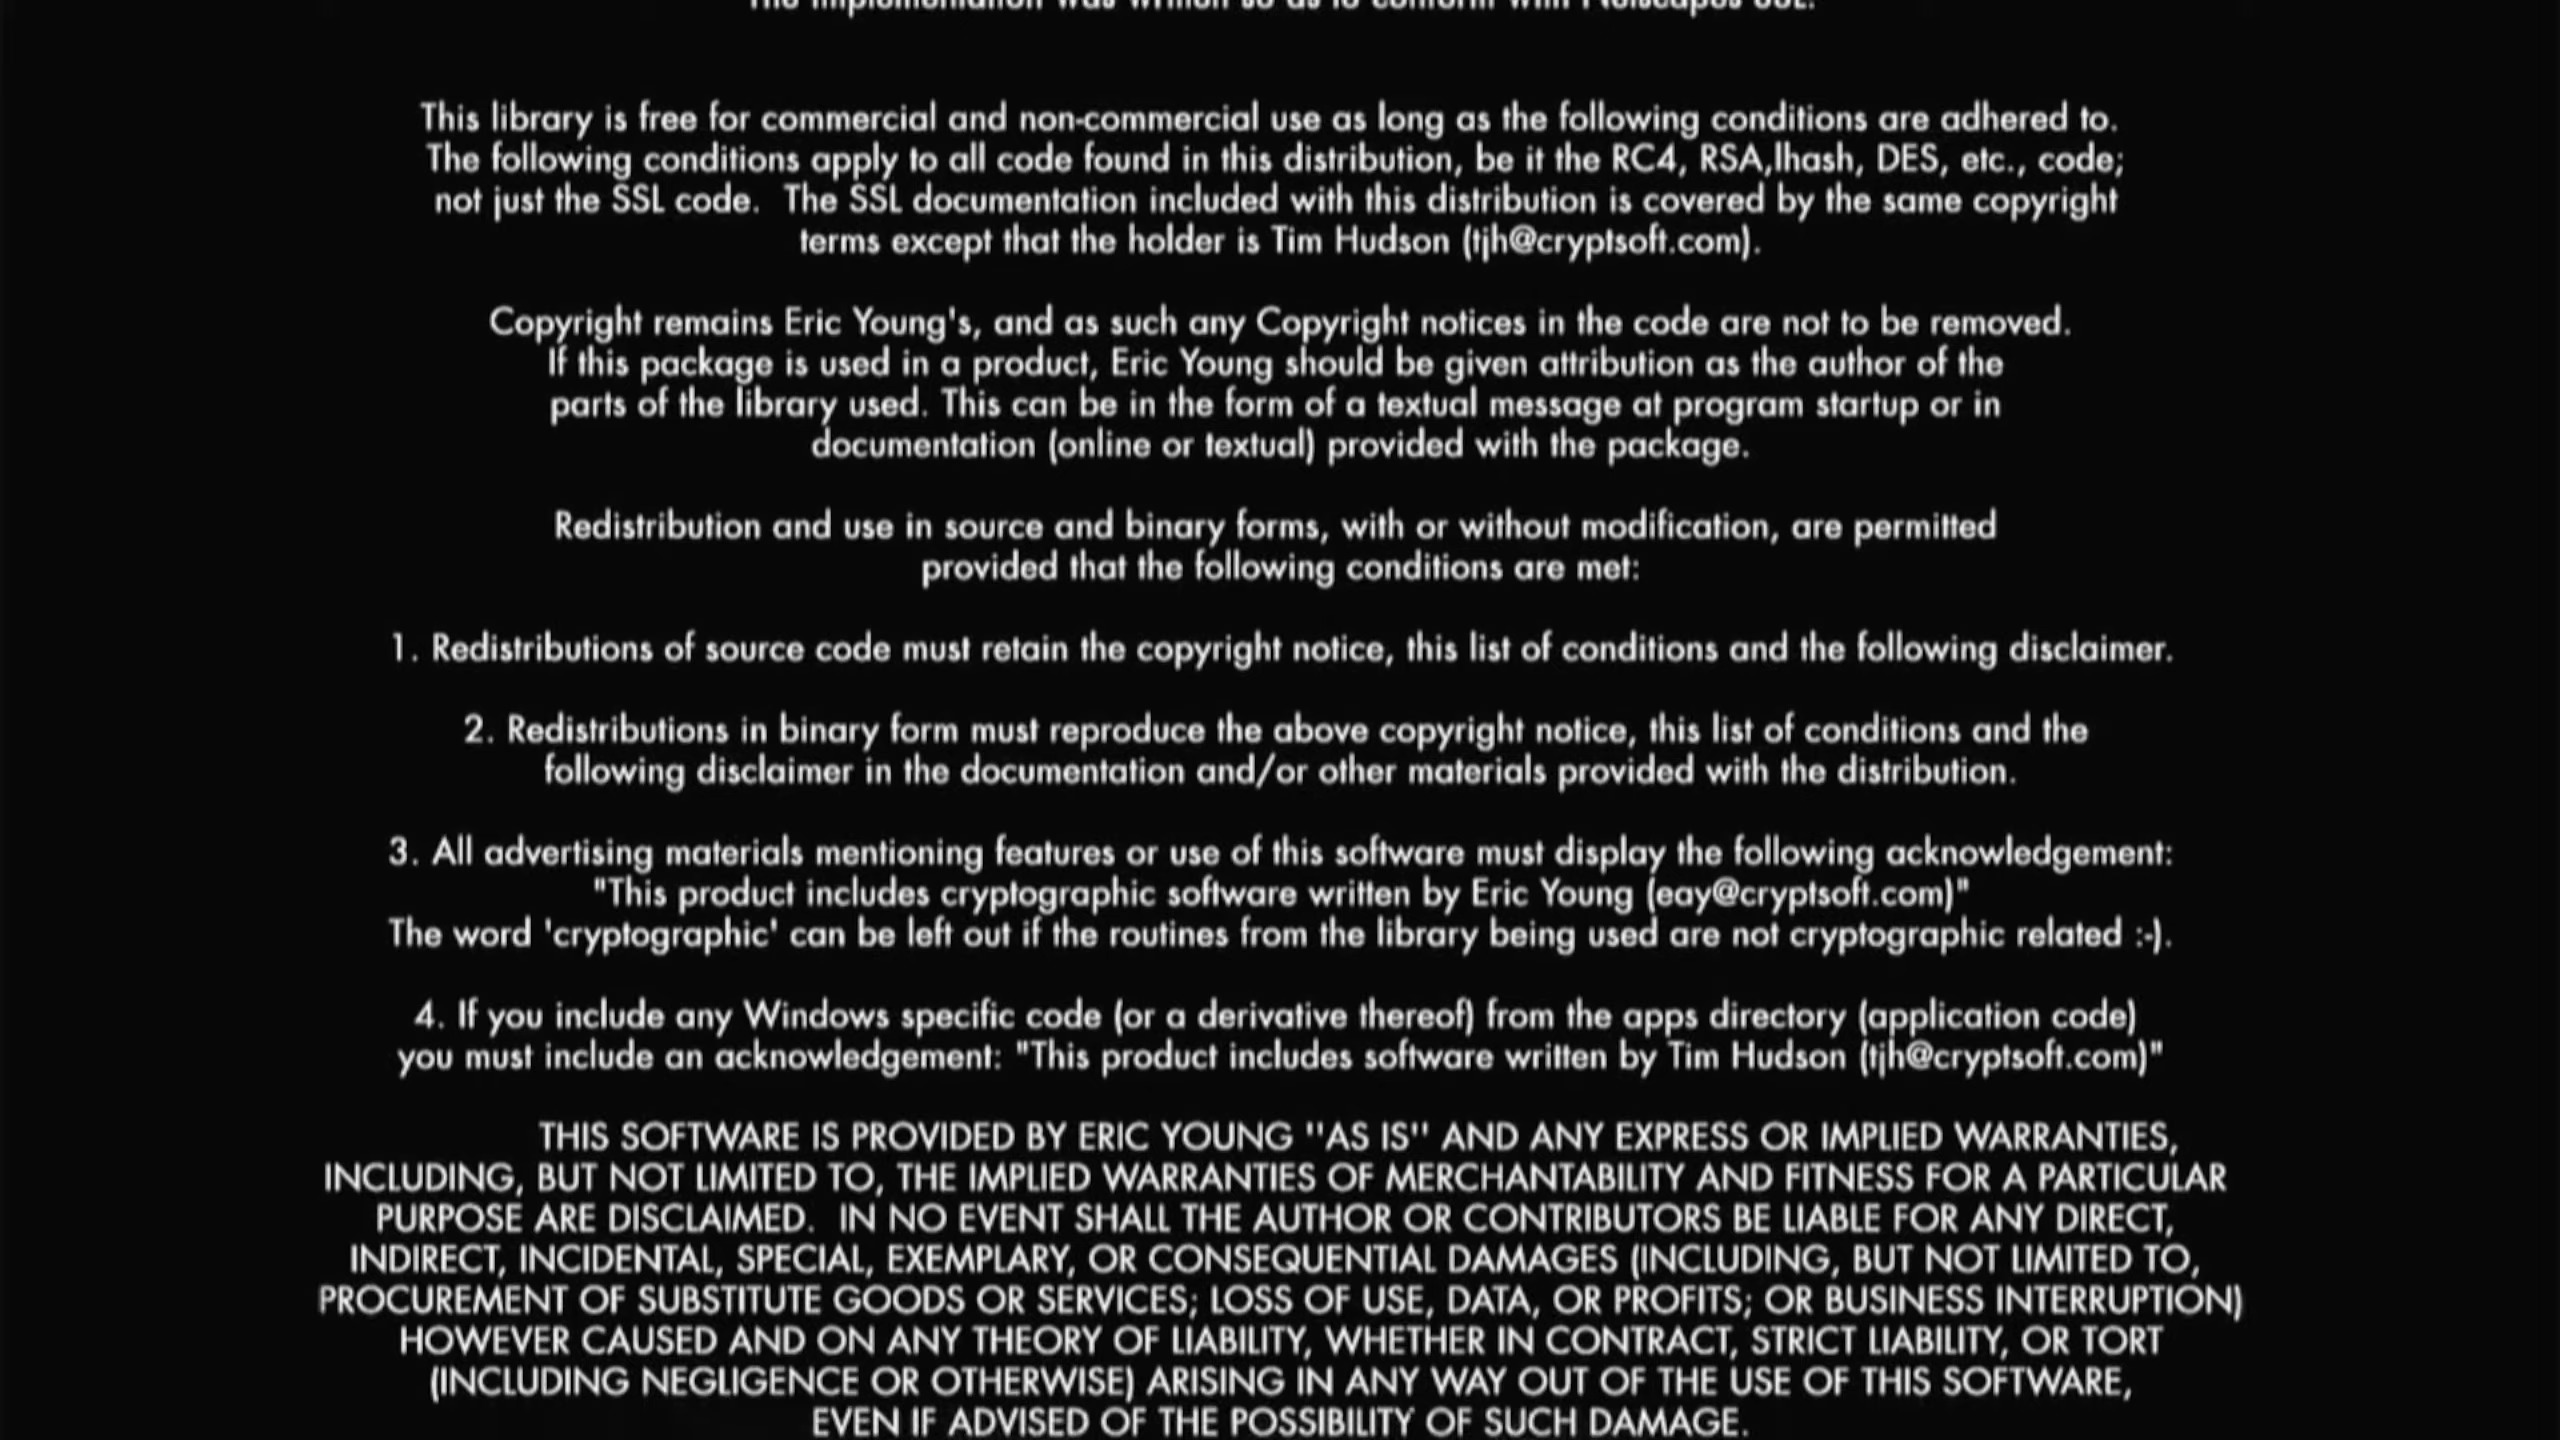 The implementation was written so as to conform with Netscapes SSL.
This library is free for commercial and non-commercial use as long as the following conditions are adhered to.
The following conditions apply to all code found in this distribution, be it the RC4, RSA,lhash, DES, etc., code;
not just the SSL code.  The SSL documentation included with this distribution is covered by the same copyright
terms except that the holder is Tim Hudson (tjh@cryptsoft.com).
Copyright remains Eric Young's, and as such any Copyright notices in the code are not to be removed.
If this package is used in a product, Eric Young should be given attribution as the author of the
parts of the library used. This can be in the form of a textual message at program startup or in
documentation (online or textual) provided with the package.
Redistribution and use in source and binary forms, with or without modification, are permitted
provided that the following conditions are met:
1. Redistributions of source code must retain the copyright notice, this list of conditions and the following disclaimer.
2. Redistributions in binary form must reproduce the above copyright notice, this list of conditions and the
following disclaimer in the documentation and/or other materials provided with the distribution.
3. All advertising materials mentioning features or use of this software must display the following acknowledgement:
"This product includes cryptographic software written by Eric Young (eay@cryptsoft.com)"
The word 'cryptographic' can be left out if the routines from the library being used are not cryptographic related :-).
4. If you include any Windows specific code (or a derivative thereof) from the apps directory (application code)
you must include an acknowledgement: "This product includes software written by Tim Hudson (tjh@cryptsoft.com)"
THIS SOFTWARE IS PROVIDED BY ERIC YOUNG ''AS IS'' AND ANY EXPRESS OR IMPLIED WARRANTIES,
INCLUDING, BUT NOT LIMITED TO, THE IMPLIED WARRANTIES OF MERCHANTABILITY AND FITNESS FOR A PARTICULAR
PURPOSE ARE DISCLAIMED.  IN NO EVENT SHALL THE AUTHOR OR CONTRIBUTORS BE LIABLE FOR ANY DIRECT,
INDIRECT, INCIDENTAL, SPECIAL, EXEMPLARY, OR CONSEQUENTIAL DAMAGES (INCLUDING, BUT NOT LIMITED TO,
PROCUREMENT OF SUBSTITUTE GOODS OR SERVICES; LOSS OF USE, DATA, OR PROFITS; OR BUSINESS INTERRUPTION)
HOWEVER CAUSED AND ON ANY THEORY OF LIABILITY, WHETHER IN CONTRACT, STRICT LIABILITY, OR TORT
(INCLUDING NEGLIGENCE OR OTHERWISE) ARISING IN ANY WAY OUT OF THE USE OF THIS SOFTWARE,
EVEN IF ADVISED OF THE POSSIBILITY OF SUCH DAMAGE.